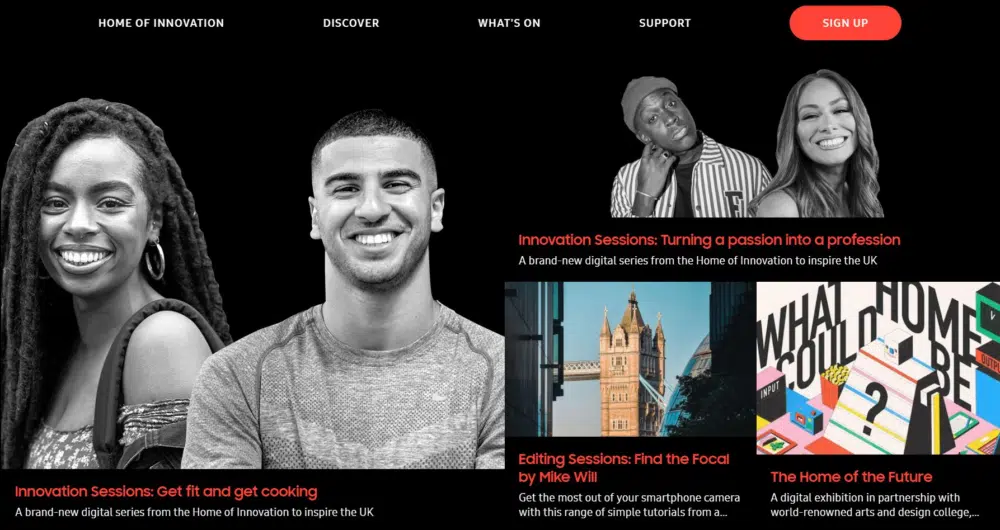 HOME OF INNOVATION
DISCOVER
WHAT'S ON
SUPPORT
SIGN UP
Innovation Sessions: Get fit and get cooking
A brand-new digital series from the Home of Innovation to inspire the UK
F
Innovation Sessions: Turning a passion into a profession
A brand-new digital series from the Home of Innovation to inspire the UK
Editing Sessions: Find the Focal
by Mike Will
Get the most out of your smartphone camera
with this range of simple tutorials from a...
WHAT HOME
COULD BE
INPUT
?
V
OUTPUT
The Home of the Future
A digital exhibition in partnership with
world-renowned arts and design college,...